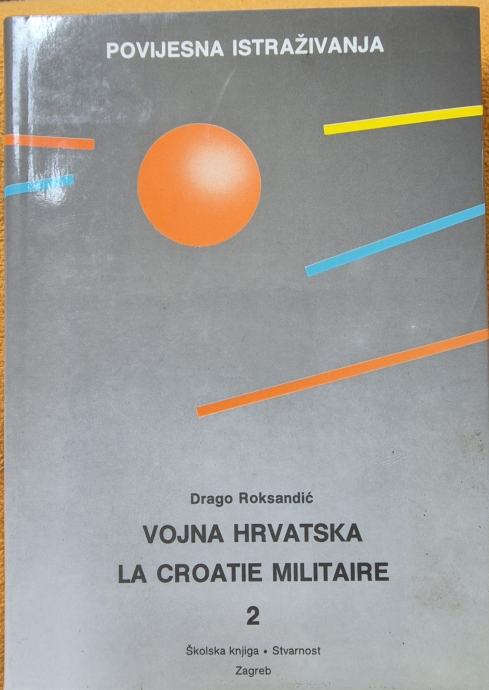 POVIJESNA ISTRAŽIVANJA
Drago Roksandić
VOJNA HRVATSKA
LA CROATIE MILITAIRE
2
Školska knjiga • Stvarnost
Zagreb